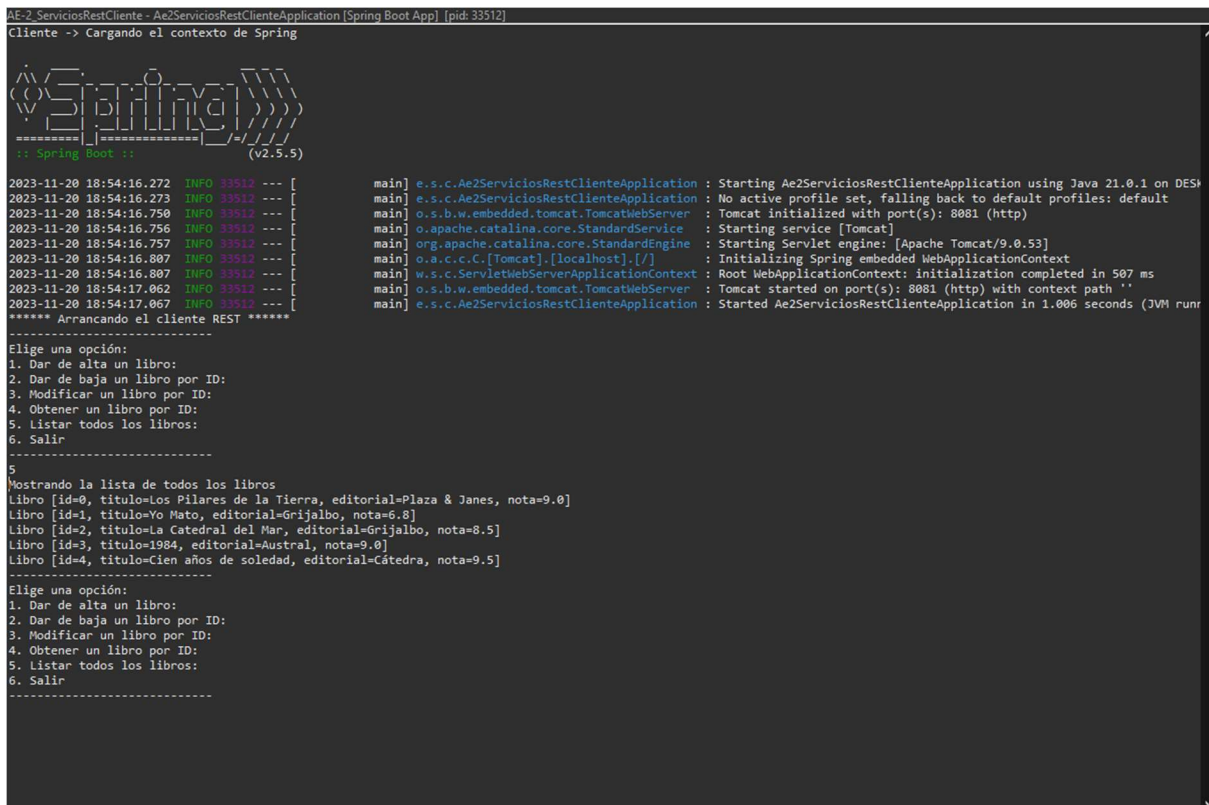 AE-2_ServiciosRestCliente - Ae2ServiciosRestClienteApplication [Spring Boot App] [pid: 33512]
Cliente -> Cargando el contexto de Spring
Spring
:: Spring Boot :: (v2.5.5)
2023-11-20 18:54:16.272 INFO 33512 --- [ main] e.s.c.Ae2ServiciosRestClienteApplication : Starting Ae2ServiciosRestClienteApplication using Java 21.0.1 on DESK
2023-11-20 18:54:16.273 INFO 33512 --- [ main] e.s.c.Ae2ServiciosRestClienteApplication : No active profile set, falling back to default profiles: default
2023-11-20 18:54:16.750 INFO 33512 --- [ main] o.s.b.w.embedded.tomcat.TomcatWebServer : Tomcat initialized with port(s): 8081 (http)
2023-11-20 18:54:16.756 INFO 33512 --- [ main] o.apache.catalina.core.StandardService : Starting service [Tomcat]
2023-11-20 18:54:16.757 INFO 33512 --- [ main] org.apache.catalina.core.StandardEngine : Starting Servlet engine: [Apache Tomcat/9.0.53]
2023-11-20 18:54:16.807 INFO 33512 --- [ main] o.a.c.c.C.[Tomcat].[localhost].[/] : Initializing Spring embedded WebApplicationContext
2023-11-20 18:54:16.807 INFO 33512 --- [ main] w.s.c.ServletWebServerApplicationContext : Root WebApplicationContext: initialization completed in 507 ms
2023-11-20 18:54:17.062 INFO 33512 --- [ main] o.s.b.w.embedded.tomcat.TomcatWebServer : Tomcat started on port(s): 8081 (http) with context path ''
2023-11-20 18:54:17.067 INFO 33512 --- [ main] e.s.c.Ae2ServiciosRestClienteApplication : Started Ae2ServiciosRestClienteApplication in 1.006 seconds (JVM runn
****** Arrancando el cliente REST ******
-----------------------------
Elige una opción:
1. Dar de alta un libro:
2. Dar de baja un libro por ID:
3. Modificar un libro por ID:
4. Obtener un libro por ID:
5. Listar todos los libros:
6. Salir
-----------------------------
5
Mostrando la lista de todos los libros
Libro [id=0, titulo=Los Pilares de la Tierra, editorial=Plaza & Janes, nota=9.0]
Libro [id=1, titulo=Yo Mato, editorial=Grijalbo, nota=6.8]
Libro [id=2, titulo=La Catedral del Mar, editorial=Grijalbo, nota=8.5]
Libro [id=3, titulo=1984, editorial=Austral, nota=9.0]
Libro [id=4, titulo=Cien años de soledad, editorial=Cátedra, nota=9.5]
-----------------------------
Elige una opción:
1. Dar de alta un libro:
2. Dar de baja un libro por ID:
3. Modificar un libro por ID:
4. Obtener un libro por ID:
5. Listar todos los libros:
6. Salir
-----------------------------